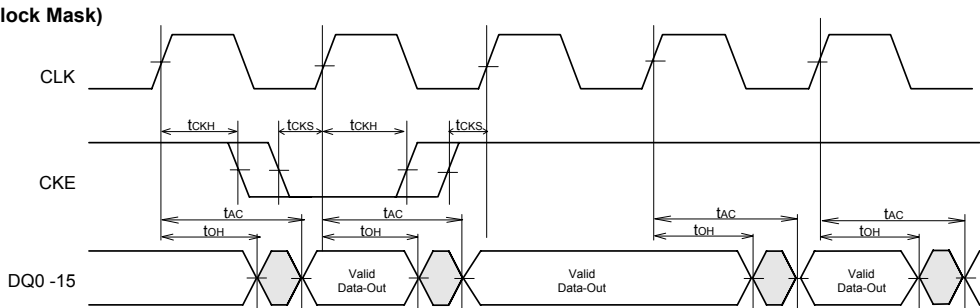 lock Mask)
CLK
tCKH tCKS tCKH tCKS
CKE
tAC tAC tAC tAC
tOH tOH tOH tOH
DQ0 -15
Valid Data-Out
Valid Data-Out
Valid Data-Out